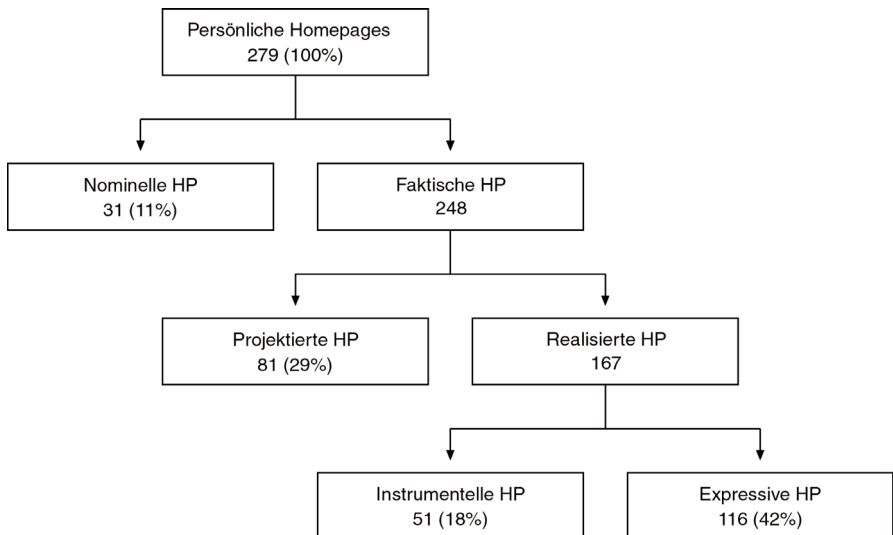 Persönliche Homepages
279 (100%)
Nominelle HP
31 (11%)
Faktische HP
248
Projektierte HP
81 (29%)
Realisierte HP
167
Instrumentelle HP
51 (18%)
Expressive HP
116 (42%)